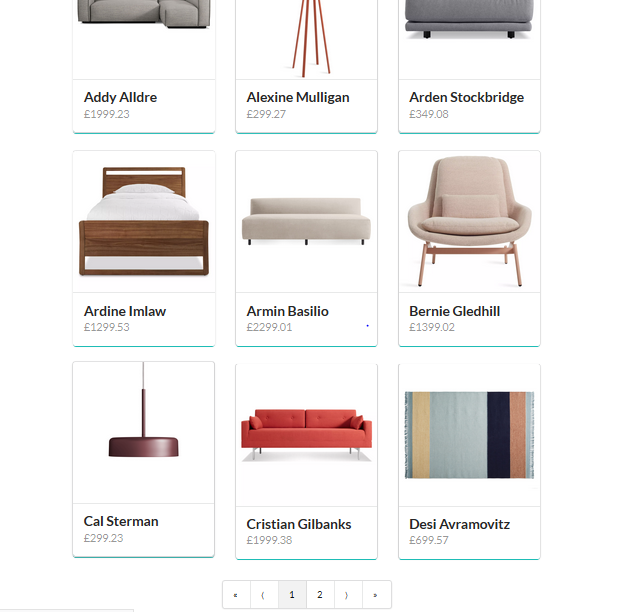 Addy Alldre
£1999.23
Alexine Mulligan
£299.27
Arden Stockbridge
£349.08
Ardine Imlaw
£1299.53
Armin Basilio
£2299.01
Bernie Gledhill
£1399.02
Cal Sterman
£299.23
Cristian Gilbanks
£1999.38
Desi Avramovitz
£699.57
« ⟨ 1 2 ⟩ »